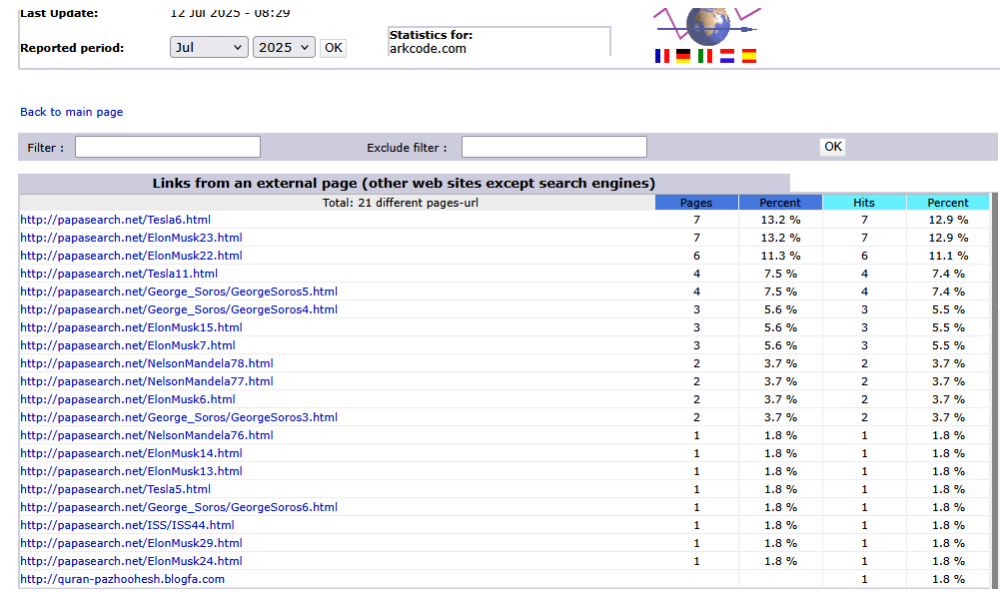 Last Update: 12 Jul 2025 - 08:29
Reported period: Jul 2025 OK
Statistics for:
arkcode.com
Back to main page
Filter : Exclude filter : OK
Links from an external page (other web sites except search engines)
Total: 21 different pages-url Pages Percent Hits Percent
http://papasearch.net/Tesla6.html 7 13.2 % 7 12.9 %
http://papasearch.net/ElonMusk23.html 7 13.2 % 7 12.9 %
http://papasearch.net/ElonMusk22.html 6 11.3 % 6 11.1 %
http://papasearch.net/Tesla11.html 4 7.5 % 4 7.4 %
http://papasearch.net/George_Soros/GeorgeSoros5.html 4 7.5 % 4 7.4 %
http://papasearch.net/George_Soros/GeorgeSoros4.html 3 5.6 % 3 5.5 %
http://papasearch.net/ElonMusk15.html 3 5.6 % 3 5.5 %
http://papasearch.net/ElonMusk7.html 3 5.6 % 3 5.5 %
http://papasearch.net/NelsonMandela78.html 2 3.7 % 2 3.7 %
http://papasearch.net/NelsonMandela77.html 2 3.7 % 2 3.7 %
http://papasearch.net/ElonMusk6.html 2 3.7 % 2 3.7 %
http://papasearch.net/George_Soros/GeorgeSoros3.html 2 3.7 % 2 3.7 %
http://papasearch.net/NelsonMandela76.html 1 1.8 % 1 1.8 %
http://papasearch.net/ElonMusk14.html 1 1.8 % 1 1.8 %
http://papasearch.net/ElonMusk13.html 1 1.8 % 1 1.8 %
http://papasearch.net/Tesla5.html 1 1.8 % 1 1.8 %
http://papasearch.net/George_Soros/GeorgeSoros6.html 1 1.8 % 1 1.8 %
http://papasearch.net/ISS/ISS44.html 1 1.8 % 1 1.8 %
http://papasearch.net/ElonMusk29.html 1 1.8 % 1 1.8 %
http://papasearch.net/ElonMusk24.html 1 1.8 % 1 1.8 %
http://quran-pazhoohesh.blogfa.com 1 1.8 %